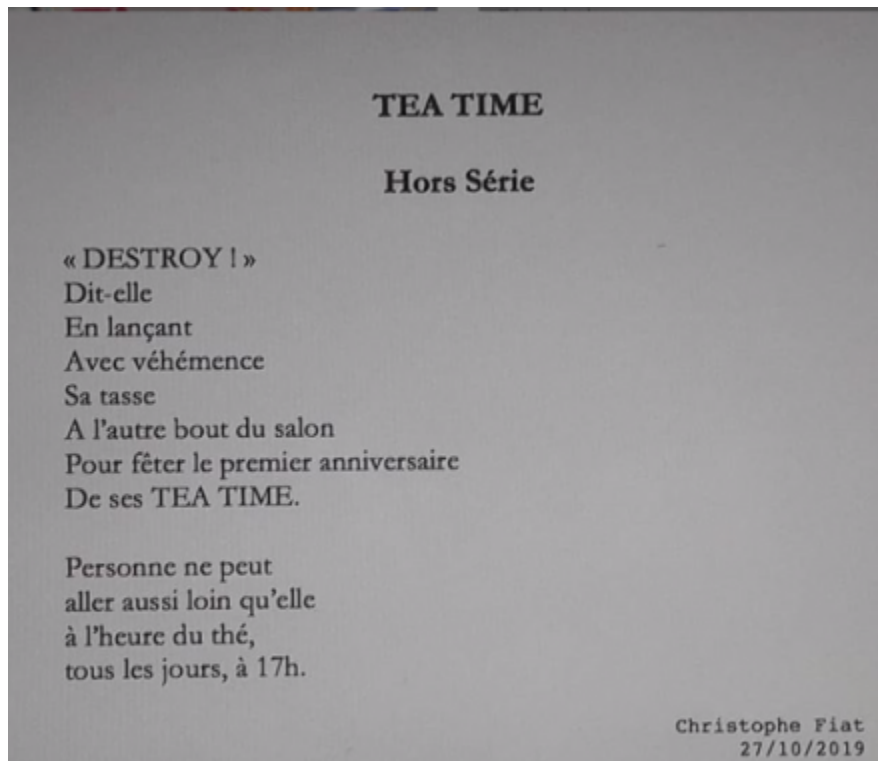 TEA TIME
Hors Série
« DESTROY ! »
Dit-elle
En lançant
Avec véhémence
Sa tasse
A l'autre bout du salon
Pour fêter le premier anniversaire
De ses TEA TIME.
Personne ne peut
aller aussi loin qu'elle
à l'heure du thé,
tous les jours, à 17h.
Christophe Fiat
27/10/2019